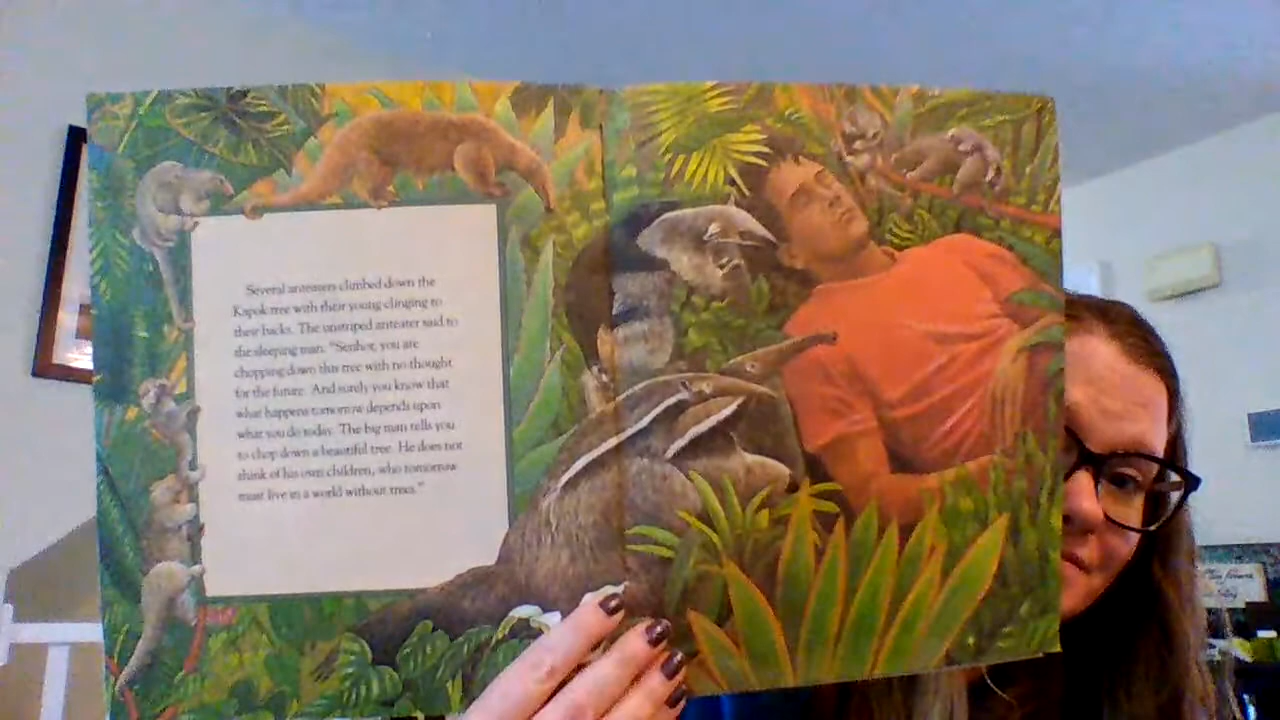 Several anteaters climbed down the
Kapok tree with their young clinging to
their backs. The unstriped anteater said to
the sleeping man, "Senhor, you are
chopping down this tree with no thought
for the future. And surely you know that
what happens tomorrow depends upon
what you do today. The big man tells you
to chop down a beautiful tree. He does not
think of his own children, who tomorrow
must live in a world without trees."